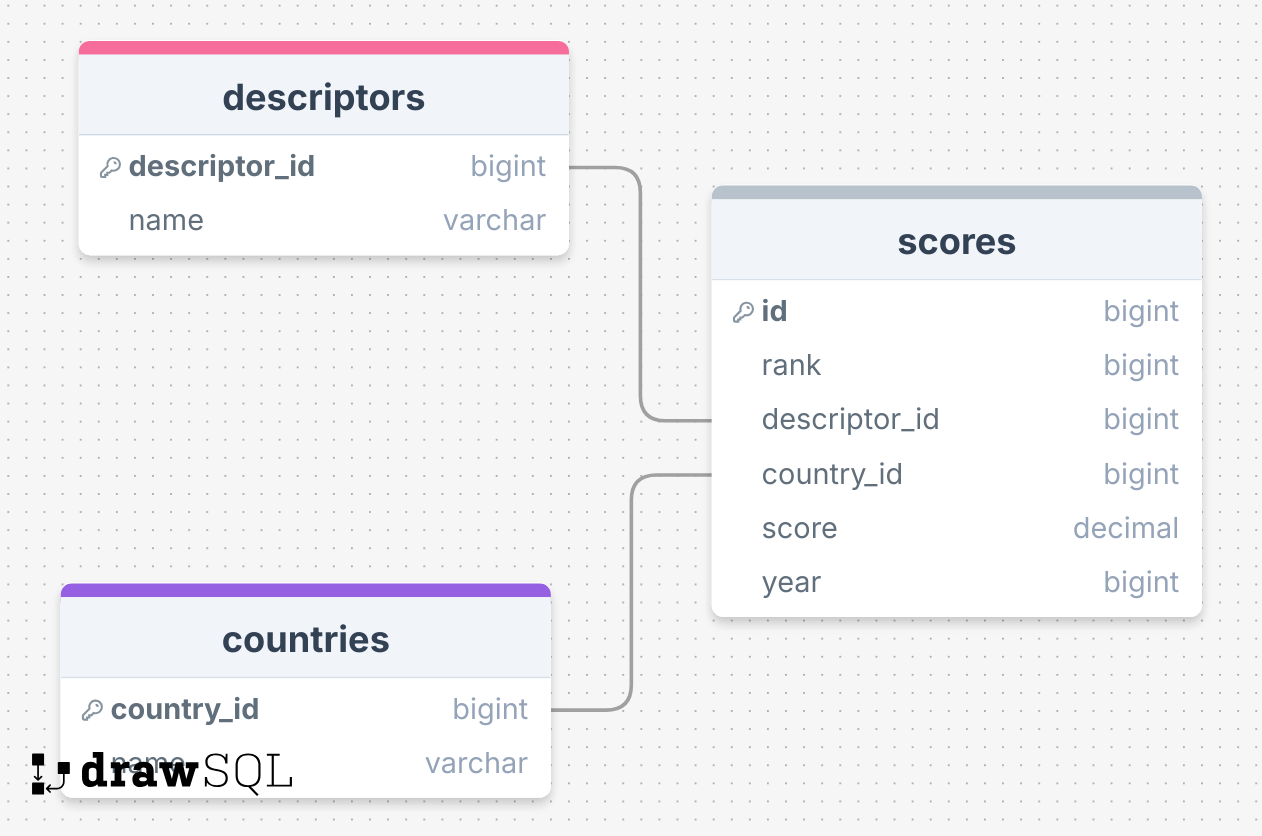 descriptors
descriptor_id bigint
name varchar
scores
id bigint
rank bigint
descriptor_id bigint
country_id bigint
score decimal
year bigint
countries
country_id bigint
name varchar
drawSQL